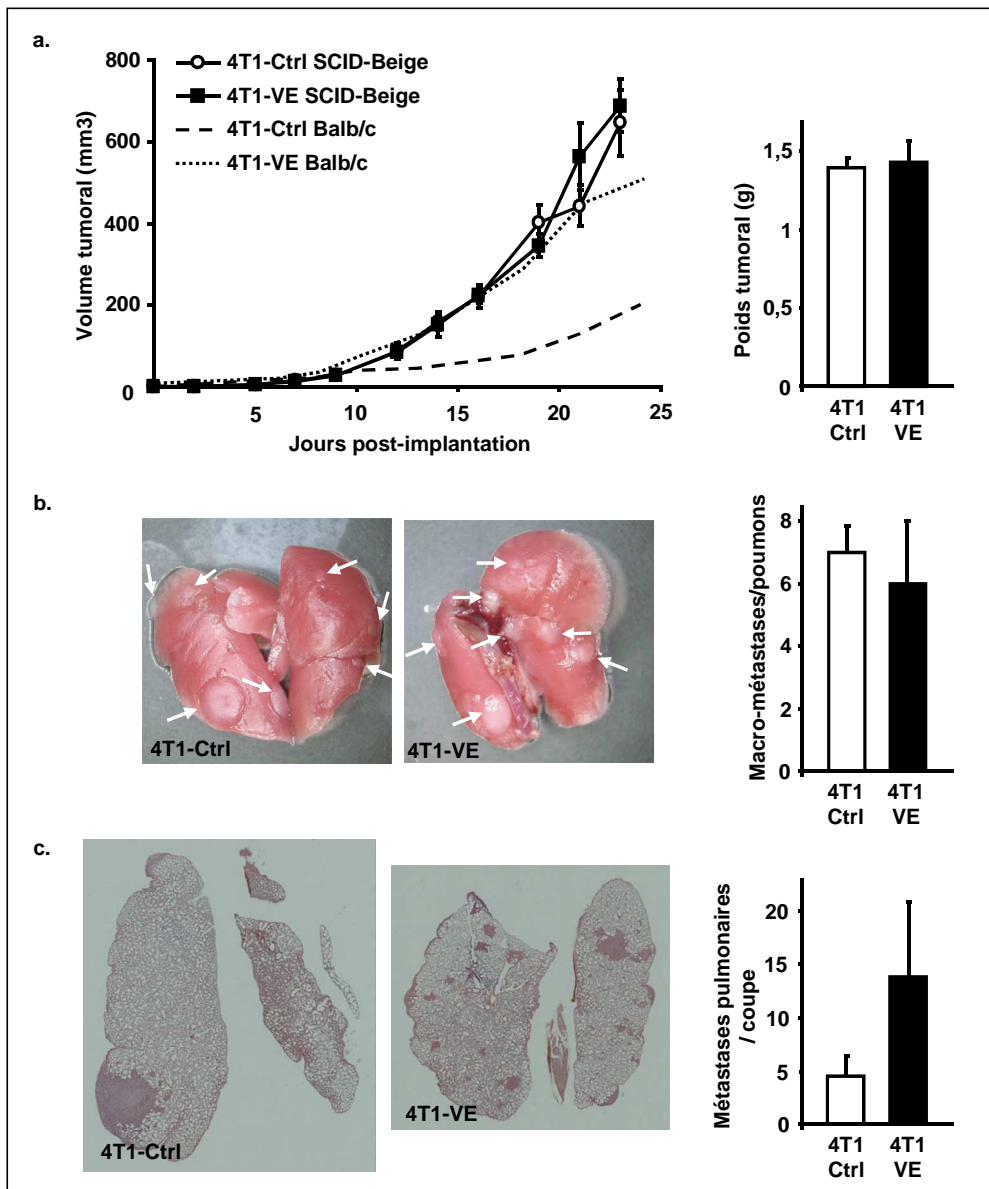 a.
800
600
400
200
0
Volume tumoral (mm3)
4T1-Ctrl SCID-Beige
4T1-VE SCID-Beige
4T1-Ctrl Balb/c
4T1-VE Balb/c
5
10
15
20
25
Jours post-implantation
1,5
1
0,5
0
Poids tumoral (g)
4T1
Ctrl
4T1
VE
b.
4T1-Ctrl
4T1-VE
8
6
4
2
0
Macro-métastases/poumons
4T1
Ctrl
4T1
VE
c.
4T1-Ctrl
4T1-VE
20
15
10
5
0
Métastases pulmonaires
/ coupe
4T1
Ctrl
4T1
VE